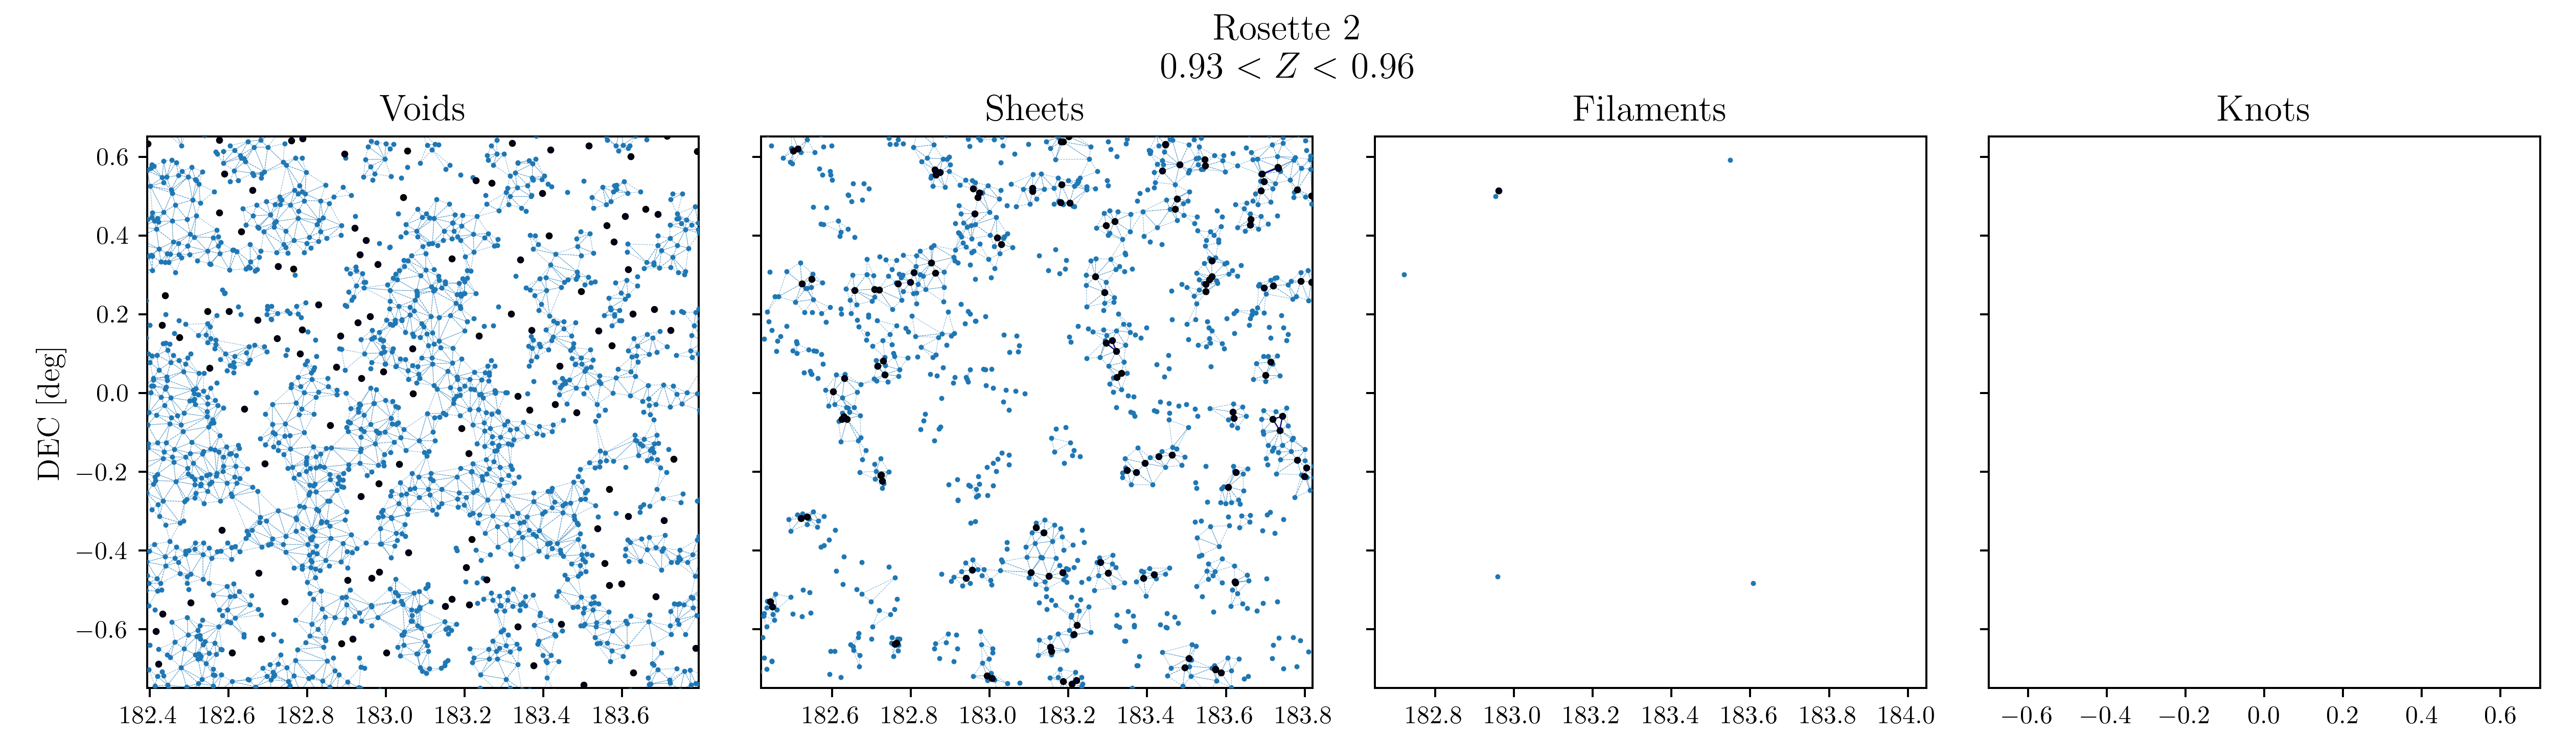 Rosette 2
0.93 < Z < 0.96
Voids
Sheets
Filaments
Knots
DEC [deg]
0.6
0.4
0.2
0.0
−0.2
−0.4
−0.6
182.4 182.6 182.8 183.0 183.2 183.4 183.6
182.6 182.8 183.0 183.2 183.4 183.6 183.8
182.8 183.0 183.2 183.4 183.6 183.8 184.0
−0.6 −0.4 −0.2 0.0 0.2 0.4 0.6